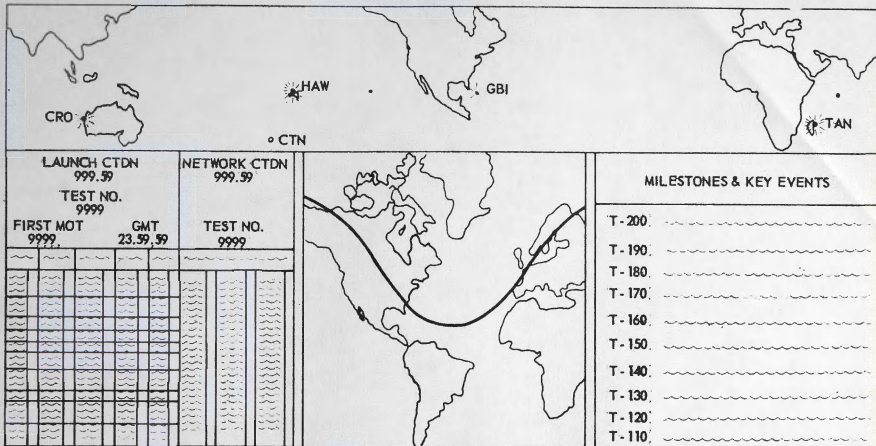 HAW
GBI
CRO
TAN
CTN
LAUNCH CTDN
999.59
TEST NO.
9999
FIRST MOT
9999,
GMT
23.59,59
NETWORK CTDN
999.59
TEST NO.
9999
MILESTONES & KEY EVENTS
T-200
T-190
T-180
T-170
T-160
T-150
T-140
T-130
T-120
T-110